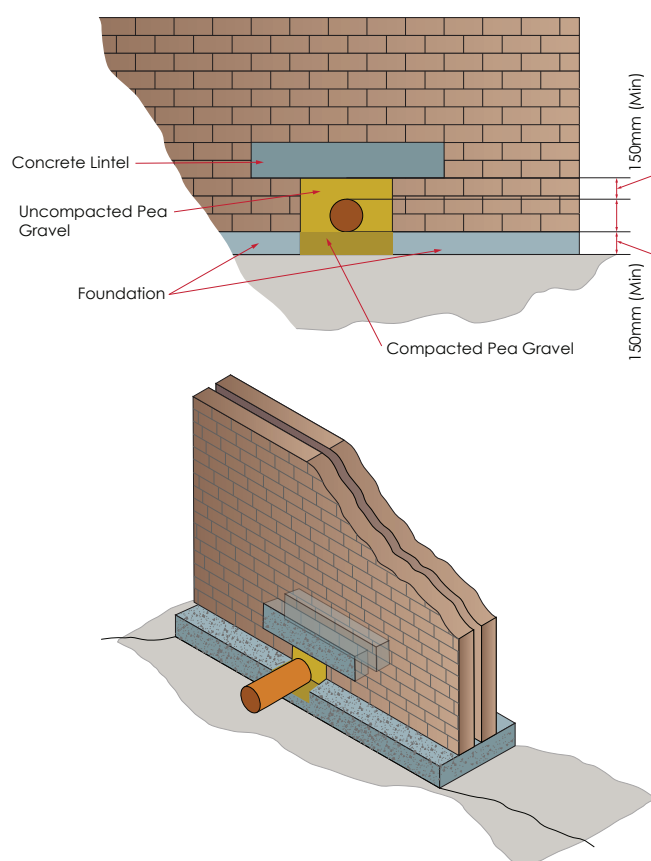 150mm (Min)
Concrete Lintel
Uncompacted Pea
Gravel
Foundation
150mm (Min)
Compacted Pea Gravel